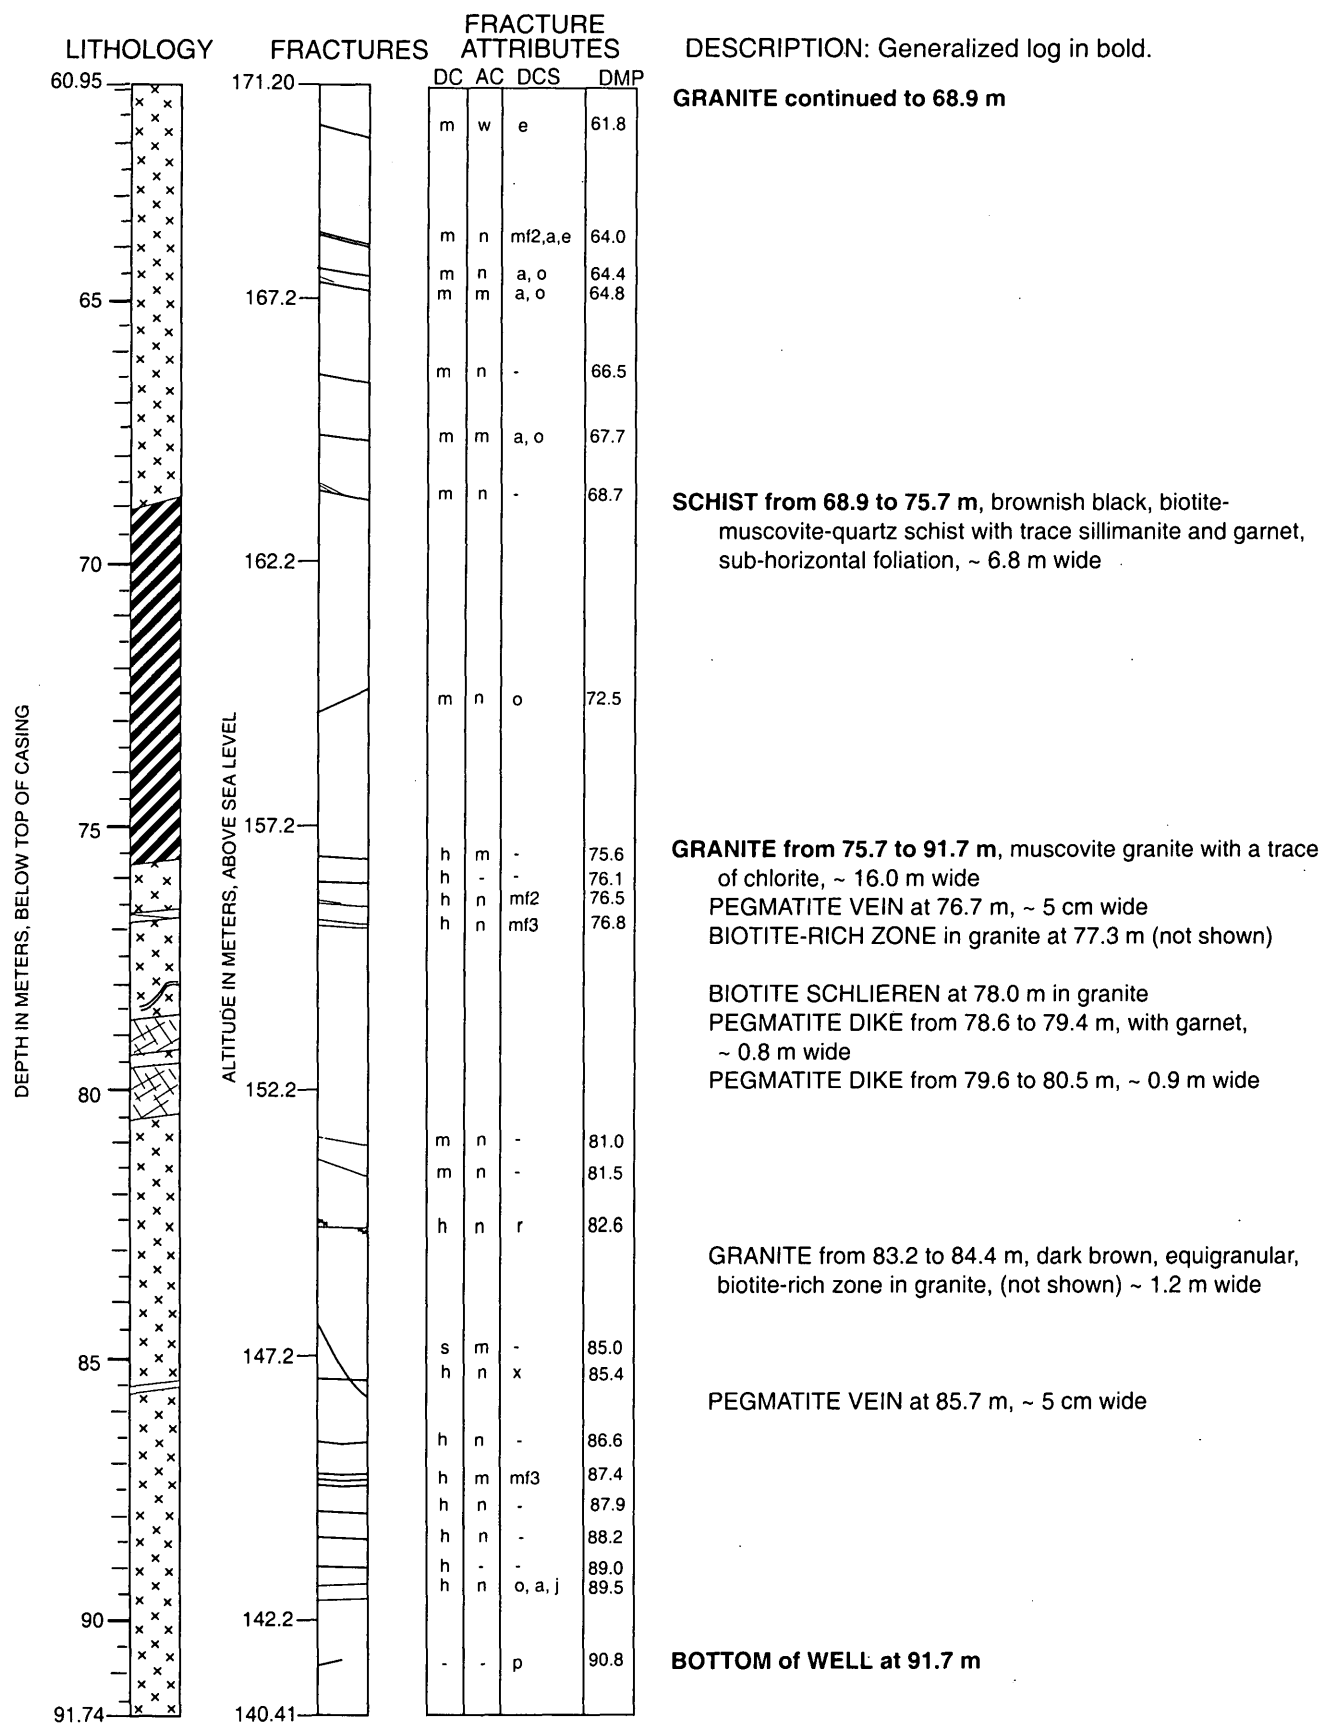 LITHOLOGY
FRACTURES
FRACTURE
ATTRIBUTES
DESCRIPTION: Generalized log in bold.
DC AC DCS DMP
60.95
171.20
GRANITE continued to 68.9 m
m w e 61.8
m n mf2,a,e 64.0
m n a, o 64.4
m m a, o 64.8
65
167.2
m n - 66.5
m m a, o 67.7
m n - 68.7
SCHIST from 68.9 to 75.7 m, brownish black, biotite-
muscovite-quartz schist with trace sillimanite and garnet,
sub-horizontal foliation, ~ 6.8 m wide
70
162.2
m n o 72.5
DEPTH IN METERS, BELOW TOP OF CASING
ALTITUDE IN METERS, ABOVE SEA LEVEL
75
157.2
h m - 75.6
h - - 76.1
h n mf2 76.5
h n mf3 76.8
GRANITE from 75.7 to 91.7 m, muscovite granite with a trace
of chlorite, ~ 16.0 m wide
PEGMATITE VEIN at 76.7 m, ~ 5 cm wide
BIOTITE-RICH ZONE in granite at 77.3 m (not shown)
BIOTITE SCHLIEREN at 78.0 m in granite
PEGMATITE DIKE from 78.6 to 79.4 m, with garnet,
~ 0.8 m wide
PEGMATITE DIKE from 79.6 to 80.5 m, ~ 0.9 m wide
80
152.2
m n - 81.0
m n - 81.5
h n r 82.6
GRANITE from 83.2 to 84.4 m, dark brown, equigranular,
biotite-rich zone in granite, (not shown) ~ 1.2 m wide
85
147.2
s m - 85.0
h n x 85.4
PEGMATITE VEIN at 85.7 m, ~ 5 cm wide
h n - 86.6
h m mf3 87.4
h n - 87.9
h n - 88.2
h - - 89.0
h n o, a, j 89.5
90
142.2
- - p 90.8
BOTTOM of WELL at 91.7 m
91.74
140.41